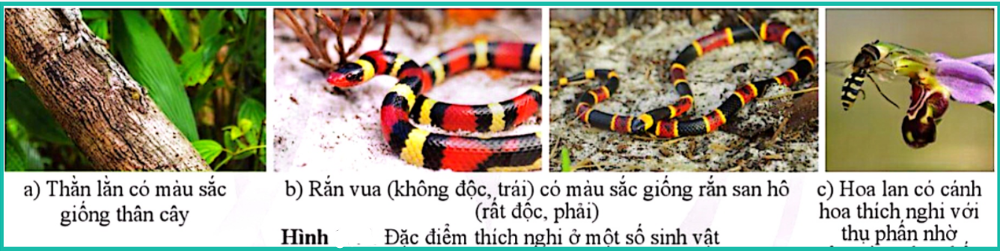 a) Thằn lằn có màu sắc
giống thân cây
b) Rắn vua (không độc, trái) có màu sắc giống rắn san hô
(rất độc, phải)
c) Hoa lan có cánh
hoa thích nghi với
thụ phấn nhờ
Hình Đặc điểm thích nghi ở một số sinh vật